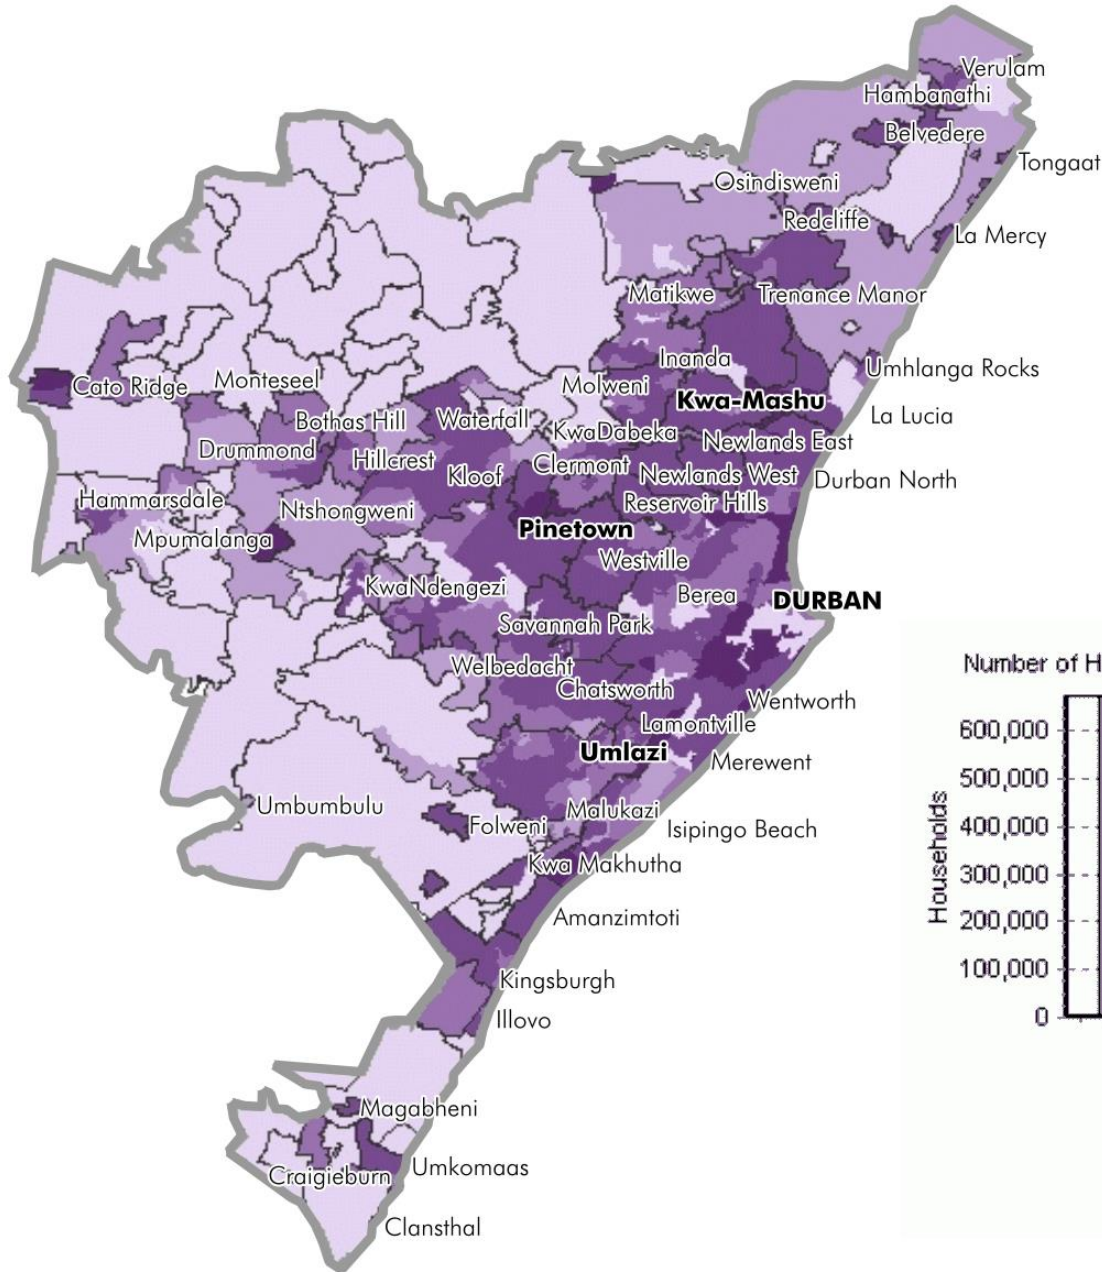 Verulam
Hambanathi
Belvedere
Tongaat
Osindisweni
Redcliffe
La Mercy
Matikwe
Trenance Manor
Inanda
Umhlanga Rocks
Cato Ridge
Monteseel
Molweni
Kwa-Mashu
La Lucia
Bothas Hill
Waterfall
KwaDabeka
Newlands East
Drummond
Hillcrest
Clermont
Kloof
Newlands West
Durban North
Hammarsdale
Ntshongweni
Reservoir Hills
Mpumalanga
Pinetown
Westville
KwaNdengezi
Berea
DURBAN
Savannah Park
Welbedacht
Chatsworth
Wentworth
Lamontville
Umlazi
Merewent
Umbumbulu
Malukazi
Folweni
Isipingo Beach
Kwa Makhutha
Amanzimtoti
Kingsburgh
Illovo
Magabheni
Craigieburn
Umkomaas
Clansthal
Number of H
Households
600,000
500,000
400,000
300,000
200,000
100,000
0